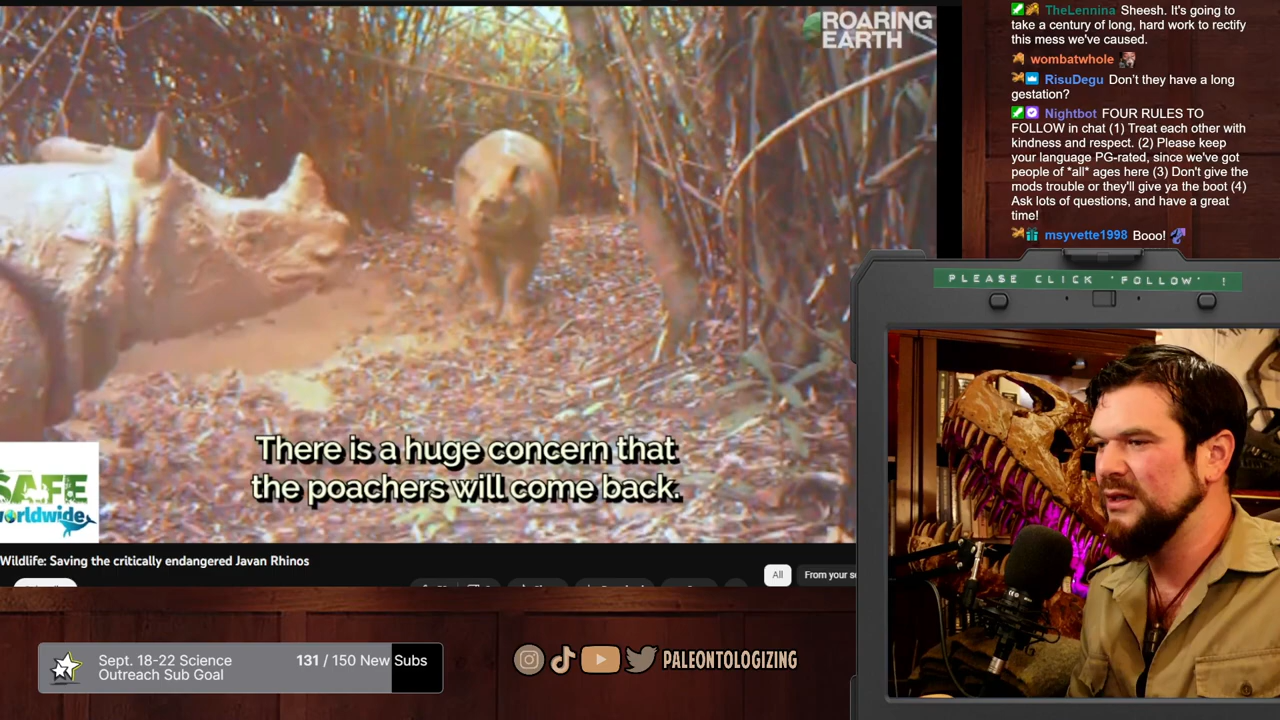 ROARING
EARTH
There is a huge concern that
the poachers will come back.
SAFE
worldwide
Wildlife: Saving the critically endangered Javan Rhinos
All
From your se
TheLennina Sheesh. It's going to
take a century of long, hard work to rectify
this mess we've caused.
wombatwhole
RisuDegu Don't they have a long
gestation?
Nightbot FOUR RULES TO
FOLLOW in chat (1) Treat each other with
kindness and respect. (2) Please keep
your language PG-rated, since we've got
people of *all* ages here (3) Don't give the
mods trouble or they'll give ya the boot (4)
Ask lots of questions, and have a great
time!
msyvette1998 Booo!
PLEASE CLICK "FOLLOW" !
Sept. 18-22 Science
Outreach Sub Goal
131 / 150 New Subs
PALEONTOLOGIZING